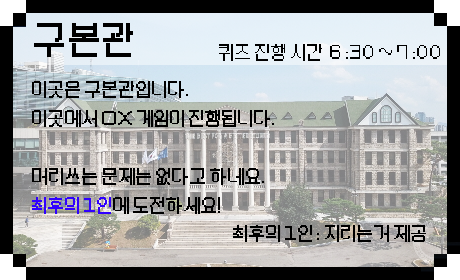 구본관
퀴즈 진행 시간 6:30 ~ 7:00
이곳은 구본관입니다.
이곳에서 OX 게임이 진행됩니다.
머리쓰는 문제는 없다고 하네요.
최후의 1인에 도전하세요!
최후의 1인 : 지리는거 제공